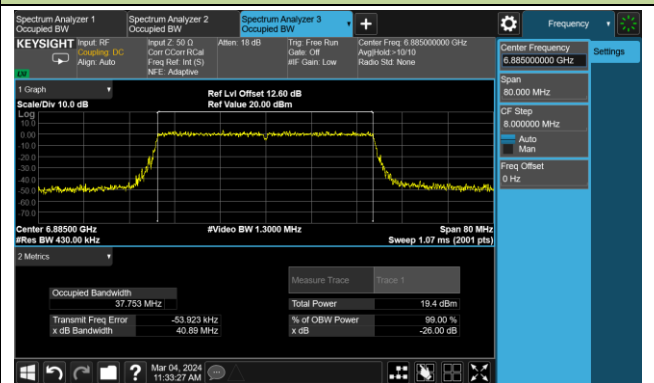 Spectrum Analyzer 1
Occupied BW
Spectrum Analyzer 2
Occupied BW
Spectrum Analyzer 3
Occupied BW
Frequency
KEYSIGHT
Input: RF
Coupling: DC
Align: Auto
Input Z: 50 Ω
Corr CCorr RCal
Freq Ref: Int (S)
NFE: Adaptive
Atten: 18 dB
Trig: Free Run
Gate: Off
#IF Gain: Low
Center Freq: 6.885000000 GHz
Avg|Hold:>10/10
Radio Std: None
Center Frequency
6.885000000 GHz
Settings
Span
80.000 MHz
CF Step
8.000000 MHz
Auto
Man
Freq Offset
0 Hz
1 Graph
Scale/Div 10.0 dB
Ref Lvl Offset 12.60 dB
Ref Value 20.00 dBm
Log
10.0
0.00
-10.0
-20.0
-30.0
-40.0
-50.0
-60.0
-70.0
Center 6.88500 GHz
#Res BW 430.00 kHz
#Video BW 1.3000 MHz
Span 80 MHz
Sweep 1.07 ms (2001 pts)
2 Metrics
Measure Trace
Trace 1
Occupied Bandwidth
37.753 MHz
Total Power
19.4 dBm
Transmit Freq Error
-53.923 kHz
% of OBW Power
99.00 %
x dB Bandwidth
40.89 MHz
x dB
-26.00 dB
Mar 04, 2024
11:33:27 AM